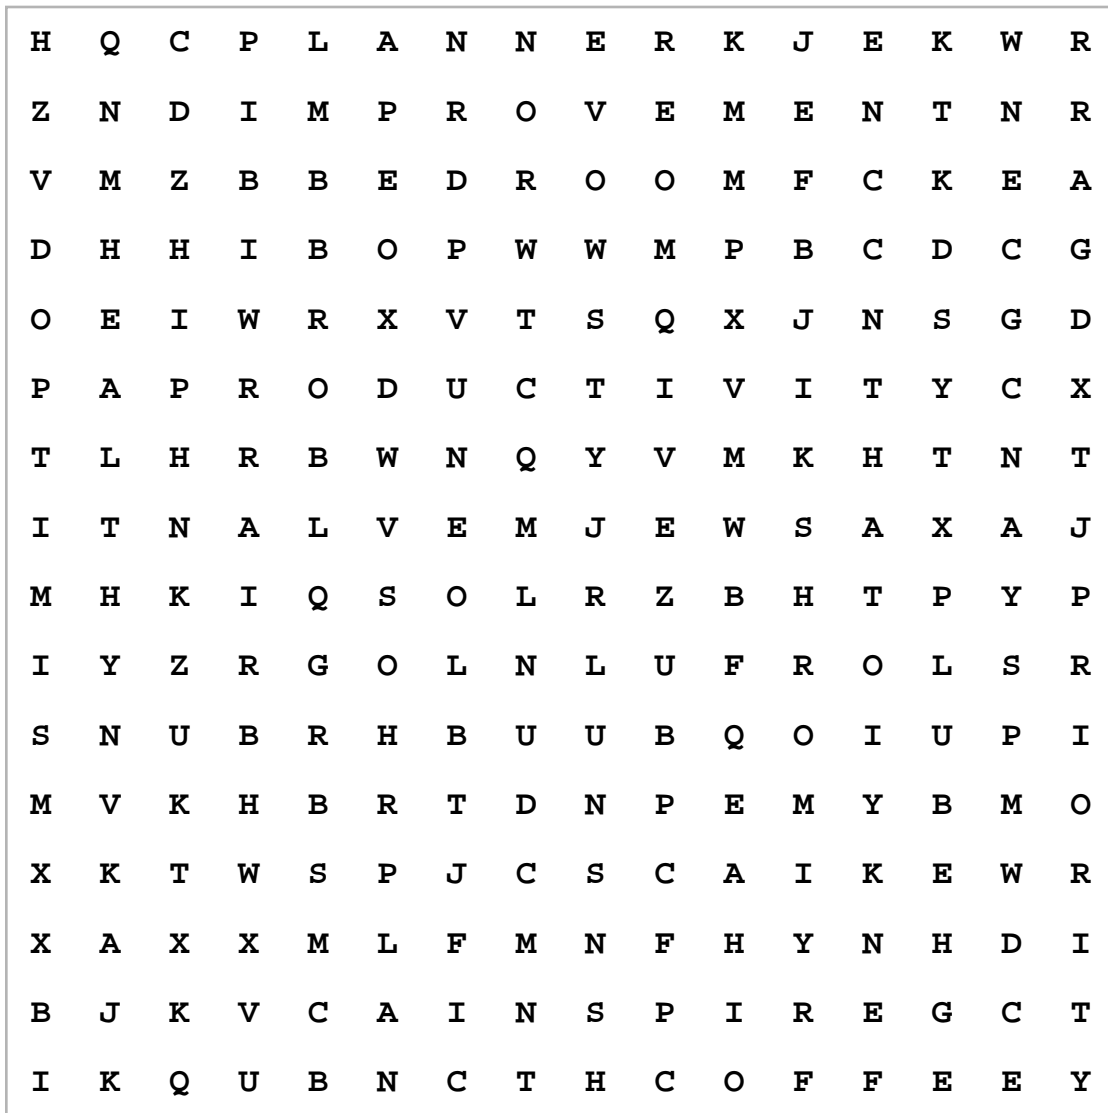 H Q C P L A N N E R K J E K W R
Z N D I M P R O V E M E N T N R
V M Z B B E D R O O M F C K E A
D H H I B O P W W M P B C D C G
O E I W R X V T S Q X J N S G D
P A P R O D U C T I V I T Y C X
T L H R B W N Q Y V M K H T N T
I T N A L V E M J E W S A X A J
M H K I Q S O L R Z B H T P Y P
I Y Z R G O L N L U F R O L S R
S N U B R H B U U B Q O I U P I
M V K H B R T D N P E M Y B M O
X K T W S P J C S C A I K E W R
X A X X M L F M N F H Y N H D I
B J K V C A I N S P I R E G C T
I K Q U B N C T H C O F F E E Y